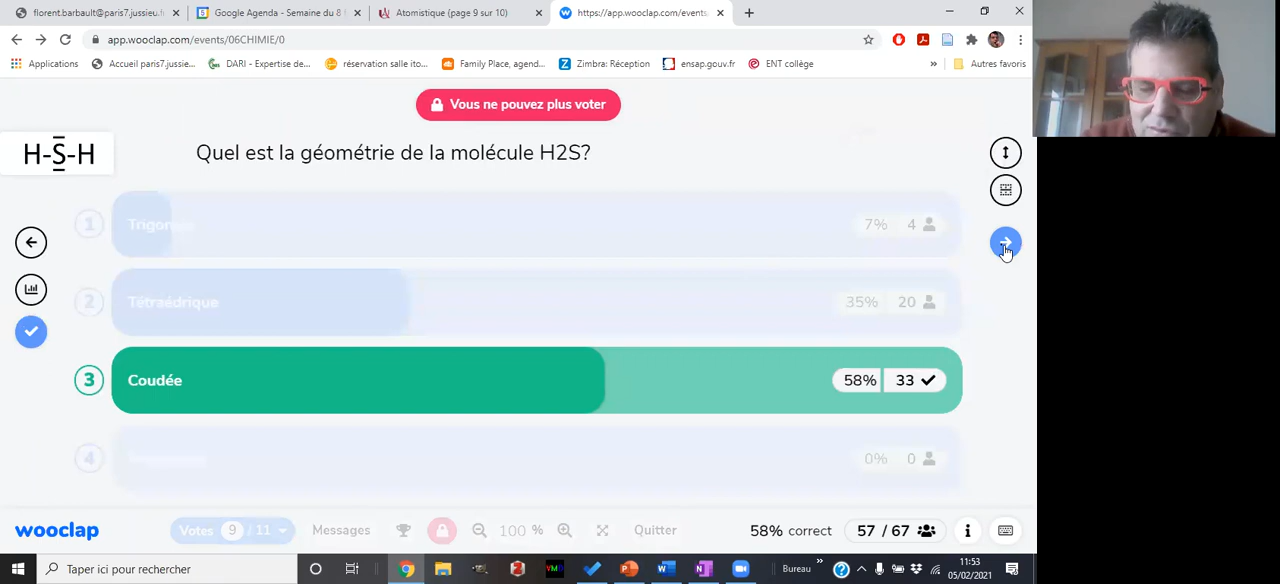 florent.barbault@paris7.jussieu.f
Google Agenda - Semaine du 8
Atomistique (page 9 sur 10)
https://app.wooclap.com/events
app.wooclap.com/events/06CHIMIE/0
Applications
Accueil paris7.jussie...
DARI - Expertise de...
réservation salle ito...
Family Place, agend...
Zimbra: Réception
ensap.gouv.fr
ENT collège
»
Autres favoris
Vous ne pouvez plus voter
H-S-H
Quel est la géométrie de la molécule H2S?
1
7% 4
2 Tétraédrique 35% 20
3 Coudée 58% 33
4
0% 0
wooclap
Votes 9 / 11
Messages
100 %
Quitter
58% correct
57 / 67
Taper ici pour rechercher
Bureau
»
11:53
05/02/2021